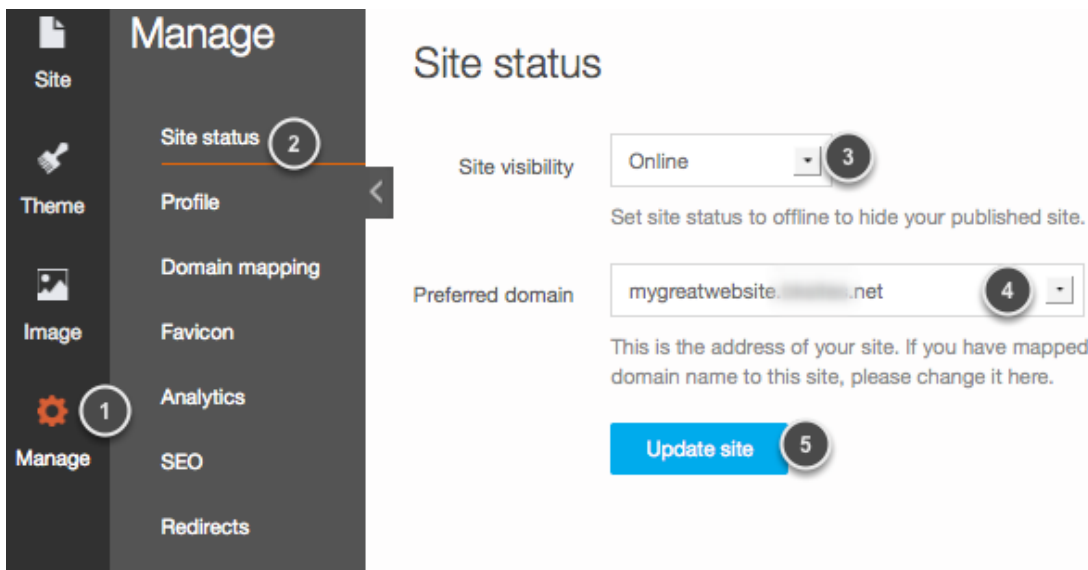 Site
Theme
Image
1
Manage
Manage
Site status 2
Profile
Domain mapping
Favicon
Analytics
SEO
Redirects
Site status
Site visibility Online 3
Set site status to offline to hide your published site.
Preferred domain mygreatwebsite. .net 4
This is the address of your site. If you have mapped
domain name to this site, please change it here.
Update site 5